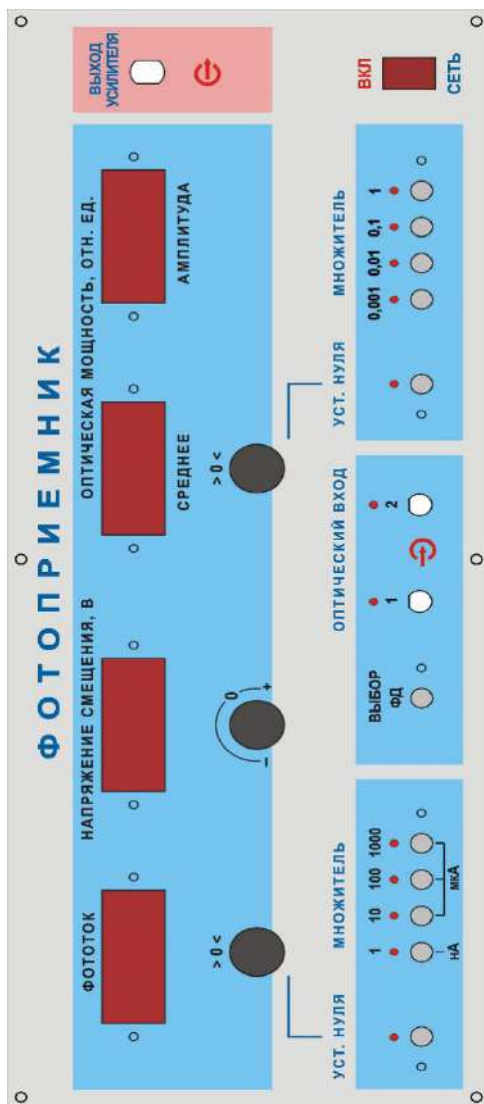 ФОТОПРИЕМНИК
ФОТОТОК
НАПРЯЖЕНИЕ СМЕЩЕНИЯ, В
ОПТИЧЕСКАЯ МОЩНОСТЬ, ОТН. ЕД.
ВЫХОД
УСИЛИТЕЛЯ
СРЕДНЕЕ
АМПЛИТУДА
> 0 <
− 0 +
> 0 <
УСТ. НУЛЯ
МНОЖИТЕЛЬ
1 10 100 1000
нА
мкА
ОПТИЧЕСКИЙ ВХОД
ВЫБОР
ФД
1
2
УСТ. НУЛЯ
МНОЖИТЕЛЬ
0,001 0,01 0,1 1
ВКЛ
СЕТЬ